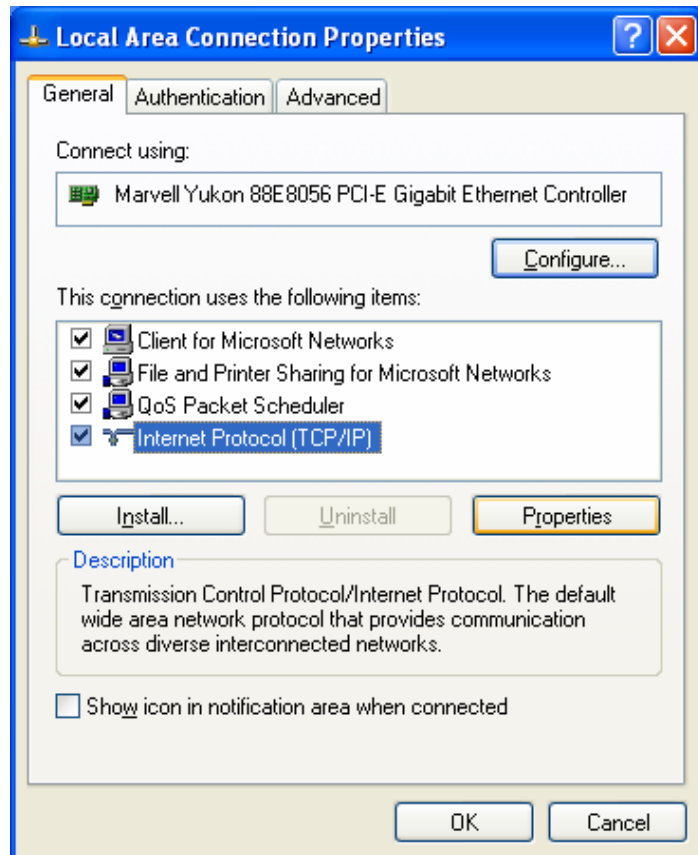 Local Area Connection Properties
General Authentication Advanced
Connect using:
Marvell Yukon 88E8056 PCI-E Gigabit Ethernet Controller
Configure...
This connection uses the following items:
Client for Microsoft Networks
File and Printer Sharing for Microsoft Networks
QoS Packet Scheduler
Internet Protocol (TCP/IP)
Install... Uninstall Properties
Description
Transmission Control Protocol/Internet Protocol. The default
wide area network protocol that provides communication
across diverse interconnected networks.
Show icon in notification area when connected
OK Cancel